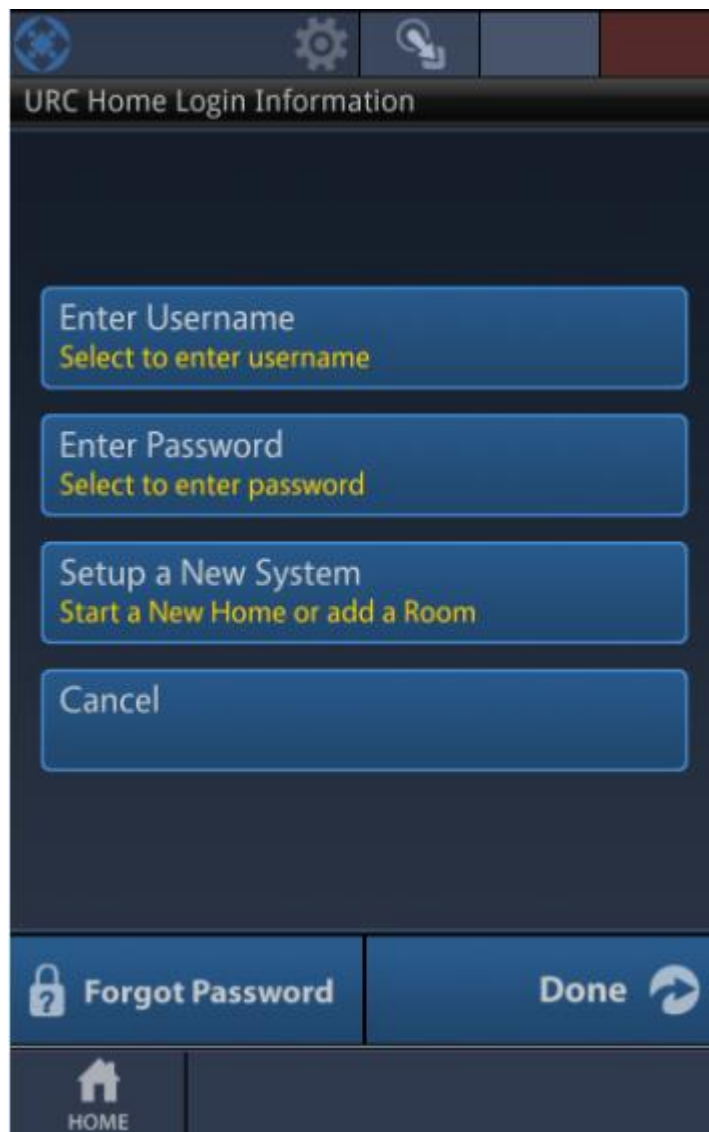 URC Home Login Information
Enter Username
Select to enter username
Enter Password
Select to enter password
Setup a New System
Start a New Home or add a Room
Cancel
? Forgot Password
Done
HOME